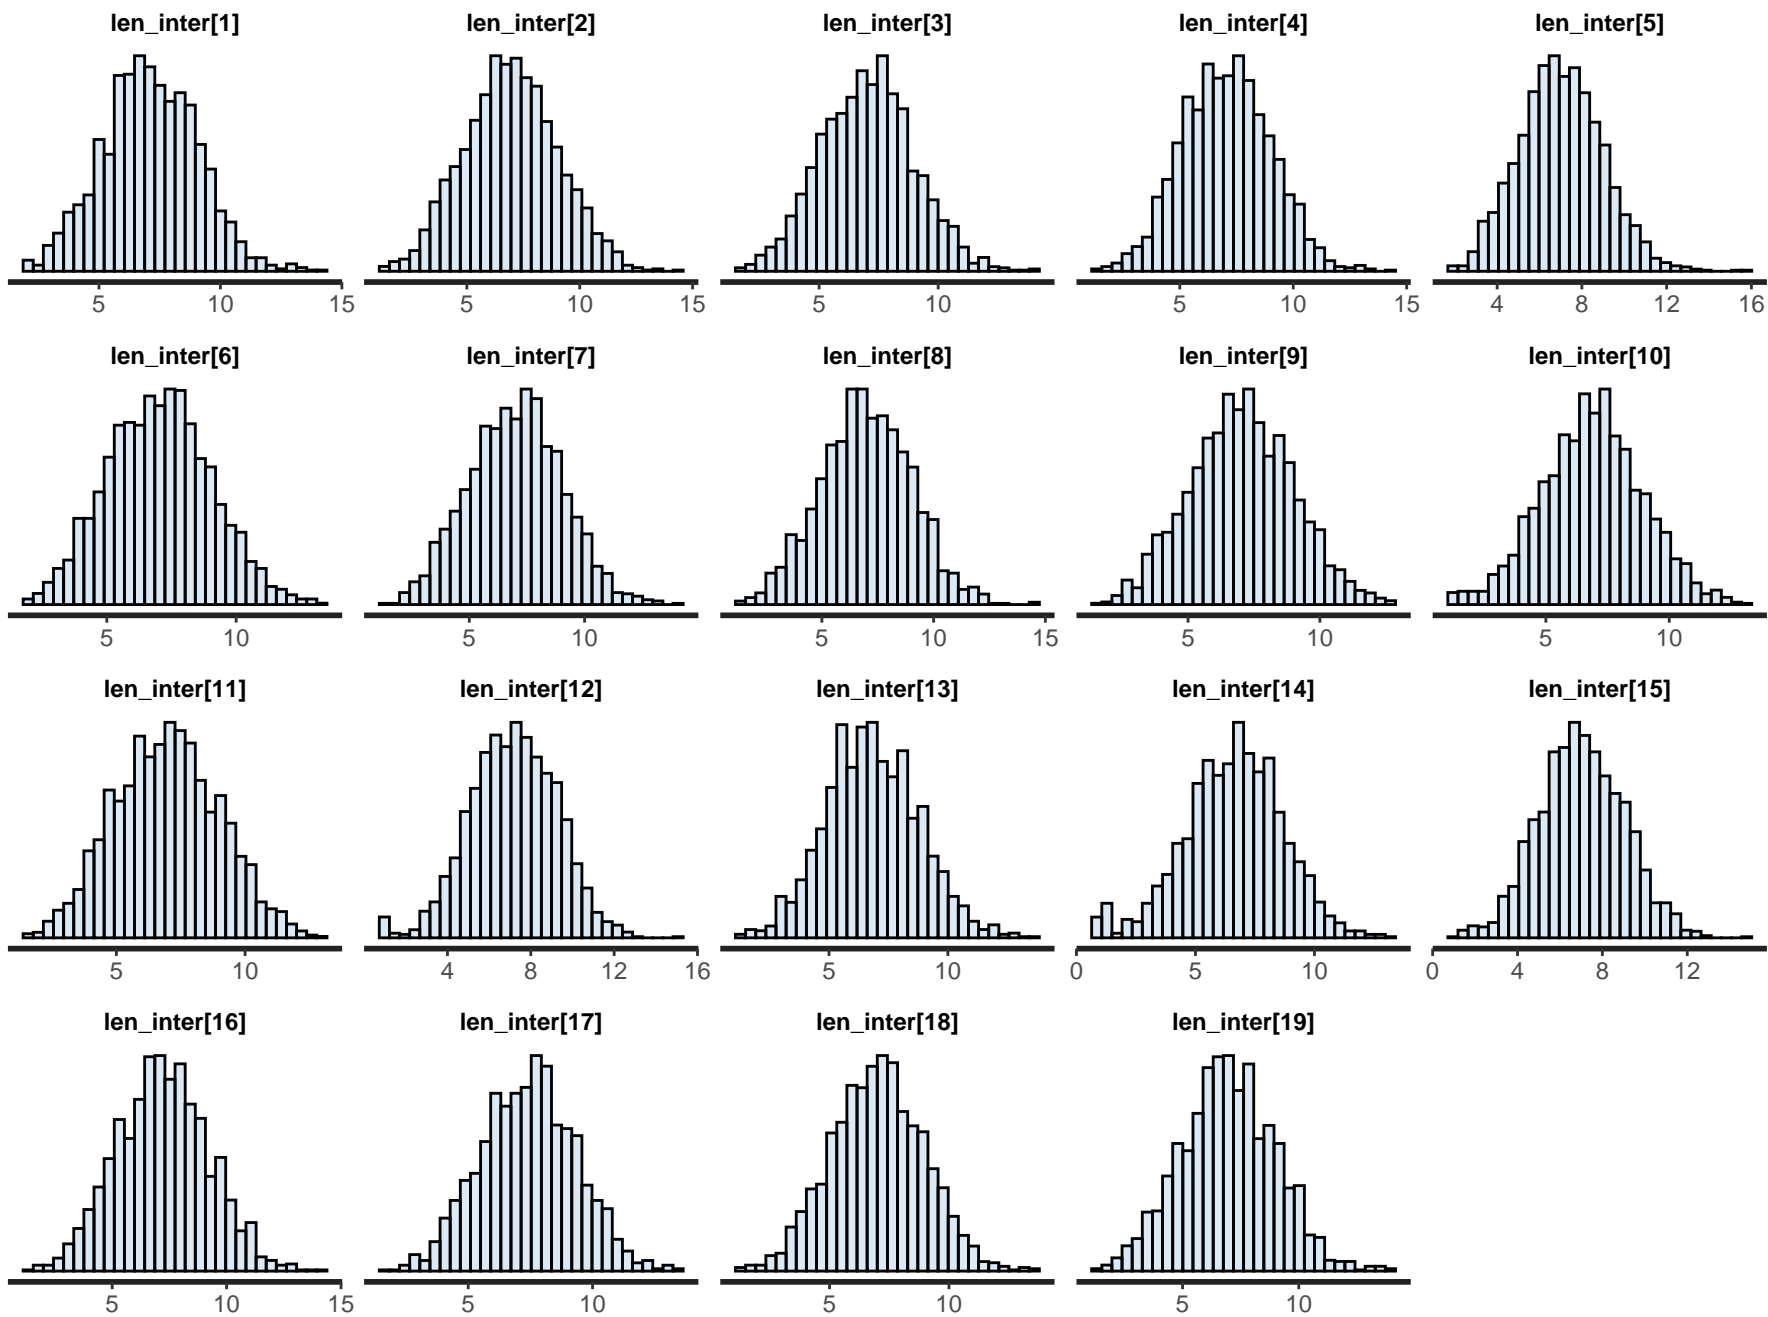 len_inter[1] len_inter[2] len_inter[3] len_inter[4] len_inter[5]
5 10 15 5 10 15 5 10 5 10 15 4 8 12 16
len_inter[6] len_inter[7] len_inter[8] len_inter[9] len_inter[10]
5 10 5 10 5 10 15 5 10 5 10
len_inter[11] len_inter[12] len_inter[13] len_inter[14] len_inter[15]
5 10 4 8 12 16 5 10 0 5 10 0 4 8 12
len_inter[16] len_inter[17] len_inter[18] len_inter[19]
5 10 15 5 10 5 10 5 10